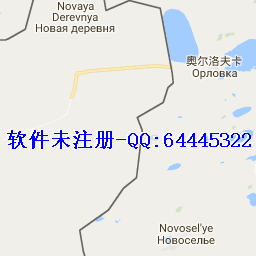 Novaya
Derevnya
Новая деревня
奥尔洛夫卡
Орловка
软件未注册-QQ:64445322
Novosel'ye
Новоселье